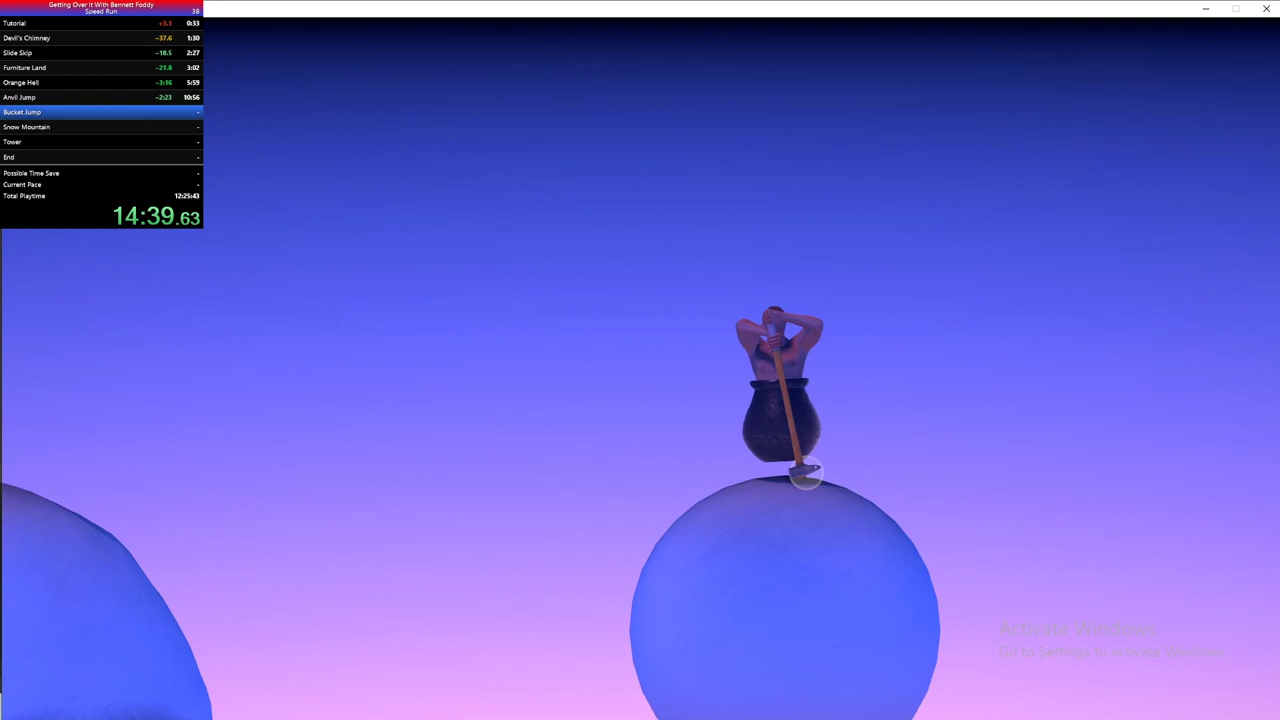 Getting Over It With Bennett Foddy
Speed Run 38
Tutorial +3.1 0:33
Devil's Chimney −37.6 1:30
Slide Skip −18.5 2:27
Furniture Land −21.8 3:02
Orange Hell −3:16 5:59
Anvil Jump −2:23 10:56
Bucket Jump -
Snow Mountain -
Tower -
End -
Possible Time Save -
Current Pace -
Total Playtime 12:25:43
14:39.63
Activate Windows
Go to Settings to activate Windows.